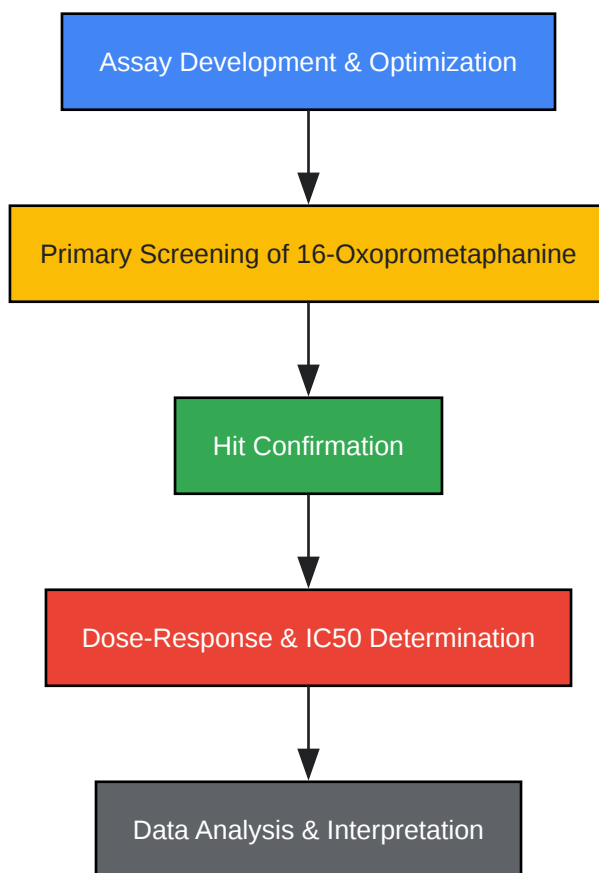 Assay Development & Optimization
Primary Screening of 16-Oxoprometaphanine
Hit Confirmation
Dose-Response & IC50 Determination
Data Analysis & Interpretation